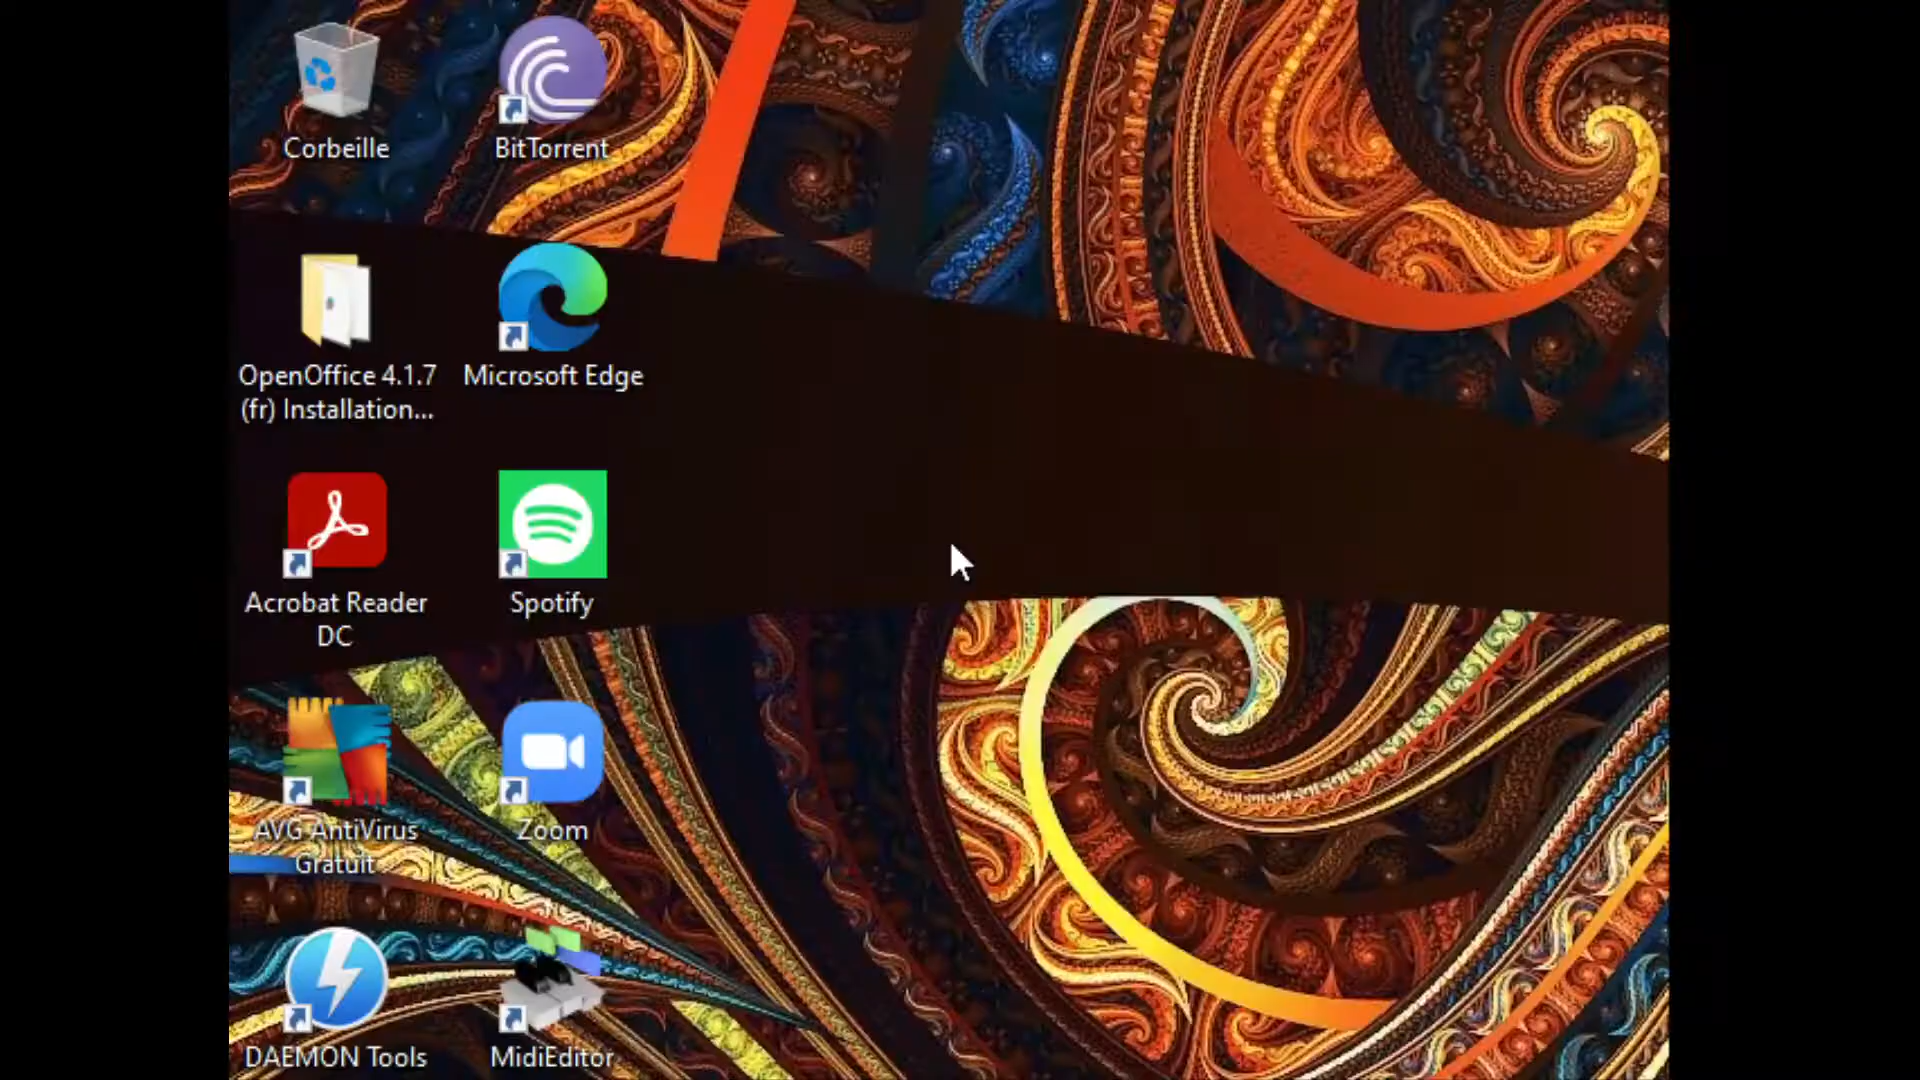 Corbeille
BitTorrent
OpenOffice 4.1.7
(fr) Installation...
Microsoft Edge
Acrobat Reader
DC
Spotify
AVG AntiVirus
Gratuit
Zoom
DAEMON Tools
MidiEditor